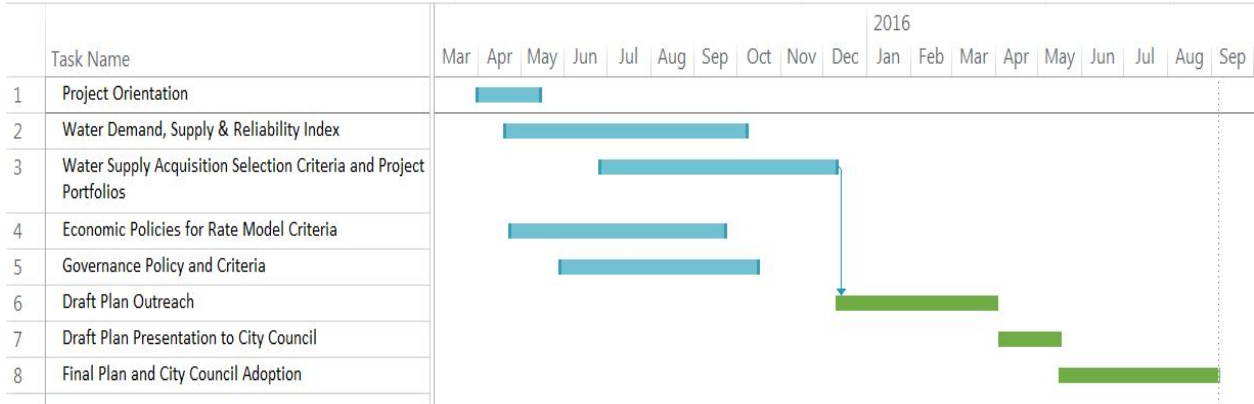 2016
Task Name
Mar Apr May Jun Jul Aug Sep Oct Nov Dec Jan Feb Mar Apr May Jun Jul Aug Sep
1 Project Orientation
2 Water Demand, Supply & Reliability Index
3 Water Supply Acquisition Selection Criteria and Project
Portfolios
4 Economic Policies for Rate Model Criteria
5 Governance Policy and Criteria
6 Draft Plan Outreach
7 Draft Plan Presentation to City Council
8 Final Plan and City Council Adoption